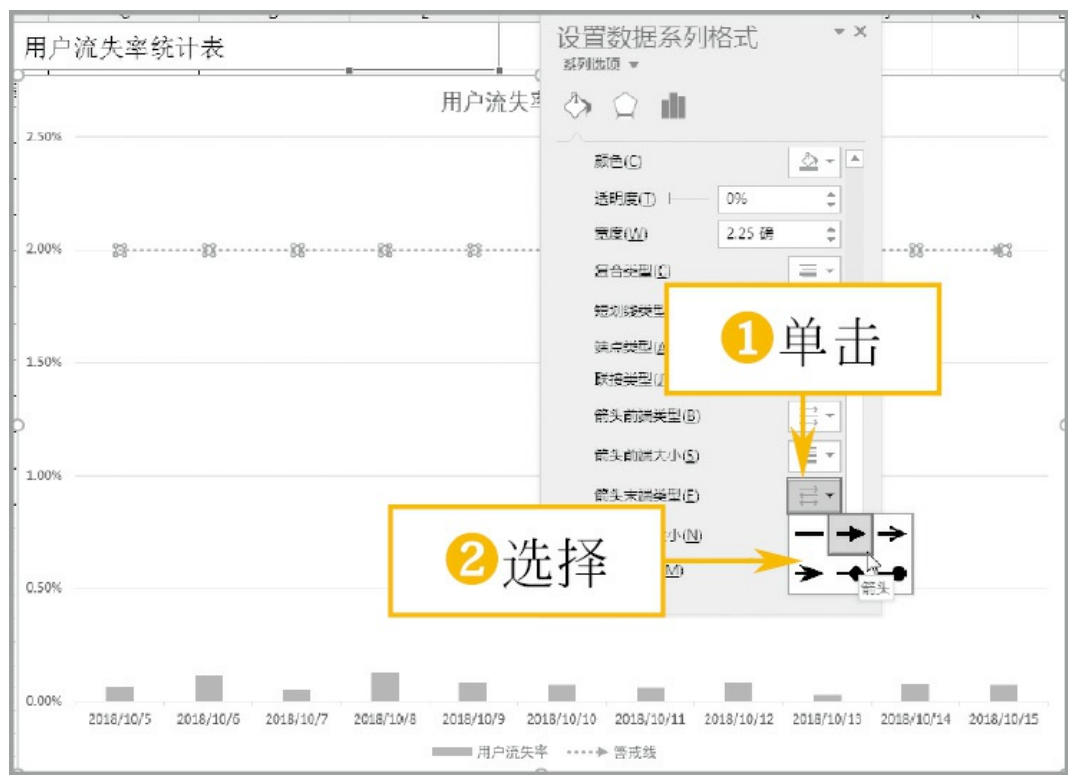 用户流失率统计表
设置数据系列格式
系列选项
用户流失率
2.50%
颜色(C)
透明度(T) 0%
2.00%
宽度(W) 2.25 磅
复合类型(C)
短划线类型
❶单击
1.50%
端点类型(A
联接类型(J
箭头前端类型(B)
箭头前端大小(S)
1.00%
箭头末端类型(E)
❷选择
小(N)
(M)
0.50%
箭头
0.00%
2018/10/5 2018/10/6 2018/10/7 2018/10/8 2018/10/9 2018/10/10 2018/10/11 2018/10/12 2018/10/13 2018/10/14 2018/10/15
用户流失率 警戒线